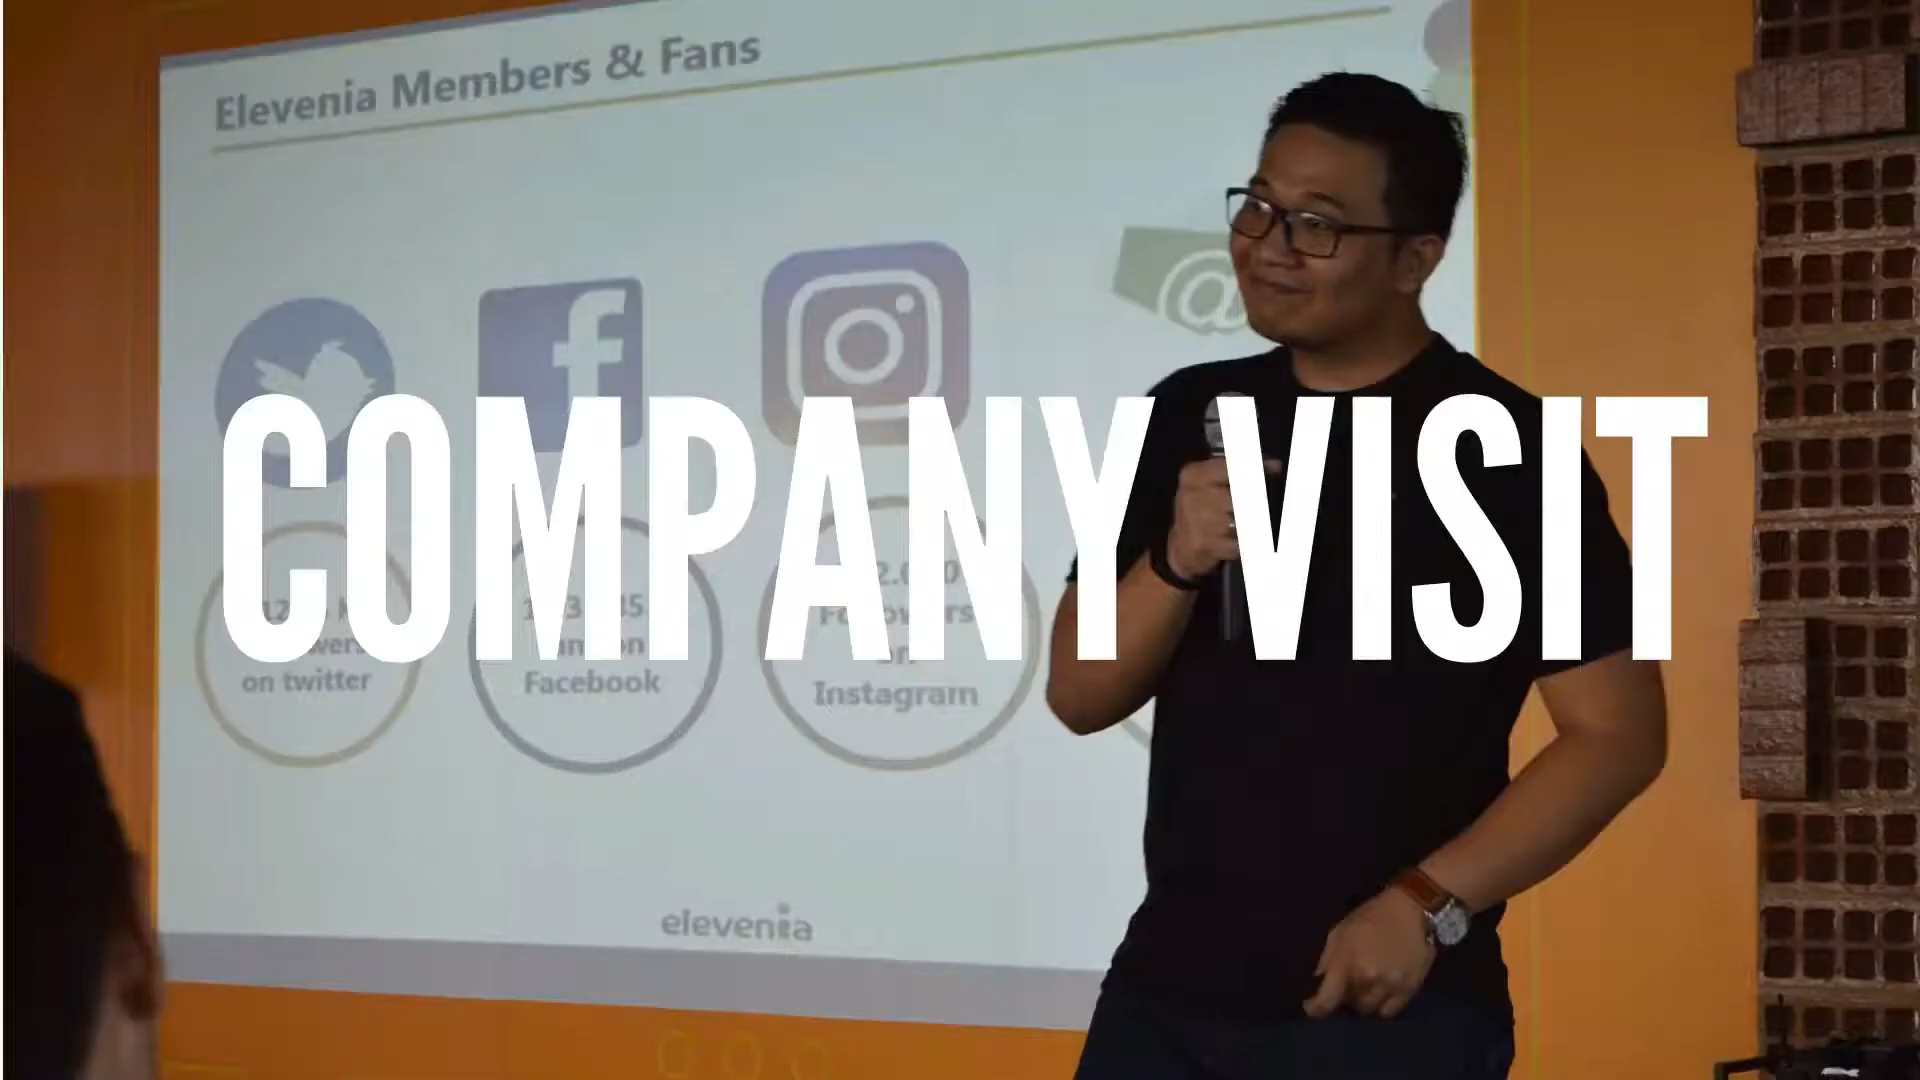 Elevenia Members & Fans
COMPANY VISIT
on twitter
Facebook
Instagram
elevenia